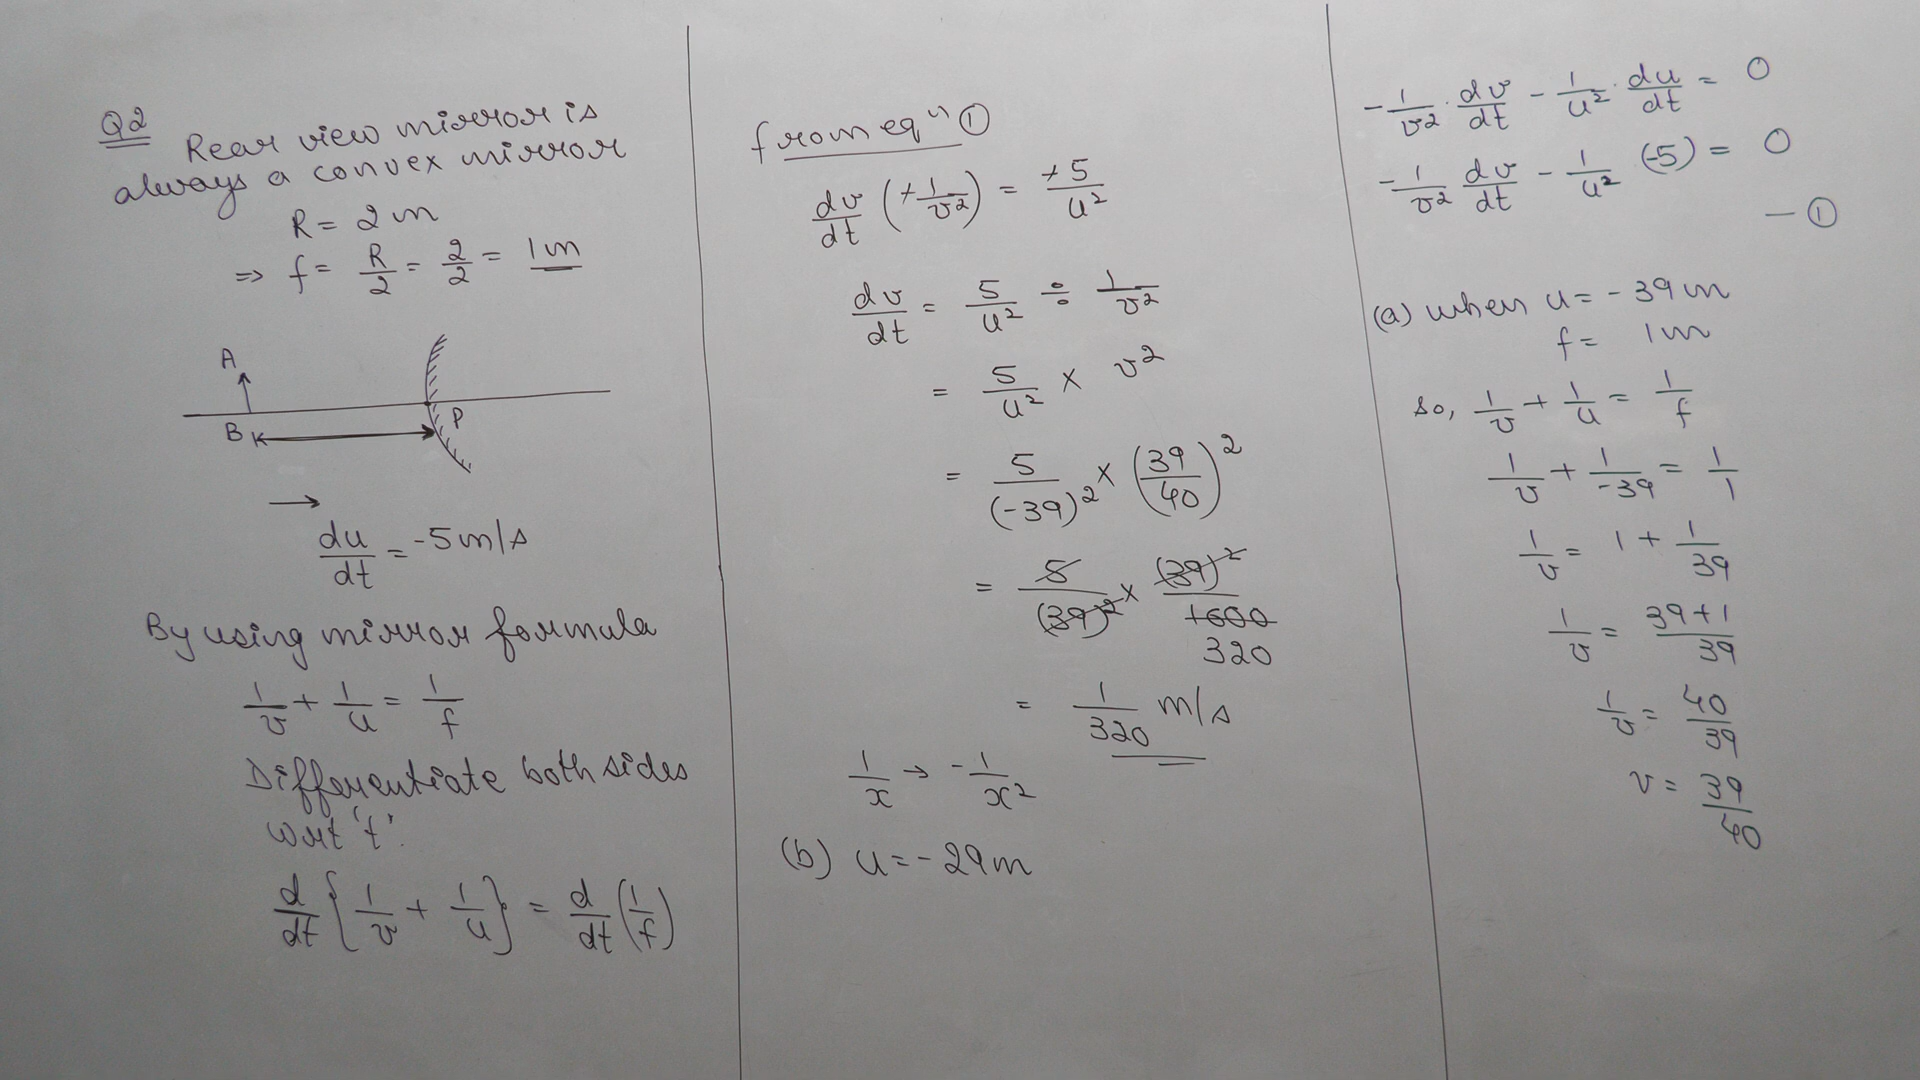 Q2
Rear view mirror is
always a convex mirror
R = 2 m
⇒ f = R/2 = 2/2 = 1 m
A
B
P
du/dt = -5 m/s
By using mirror formula
1/v + 1/u = 1/f
Differentiate both sides
wrt 't'.
d/dt {1/v + 1/u} = d/dt (1/f)
from eqⁿ ①
dv/dt (+1/v²) = +5/u²
dv/dt = 5/u² ÷ 1/v²
= 5/u² × v²
= 5/(-39)² × (39/40)²
= 5/(39)² × (39)²/1600
320
= 1/320 m/s
1/x → -1/x²
(b) u = -29 m
-1/v² · dv/dt - 1/u² · du/dt = 0
-1/v² dv/dt - 1/u² (-5) = 0
— ①
(a) when u = -39 m
f = 1 m
so, 1/v + 1/u = 1/f
1/v + 1/-39 = 1/1
1/v = 1 + 1/39
1/v = 39+1/39
1/v = 40/39
v = 39/40